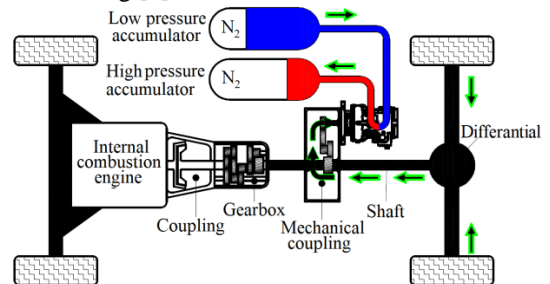 Low pressure
accumulator
N2
High pressure
accumulator
N2
Internal
combustion
engine
Coupling
Gearbox
Mechanical
coupling
Shaft
Differantial